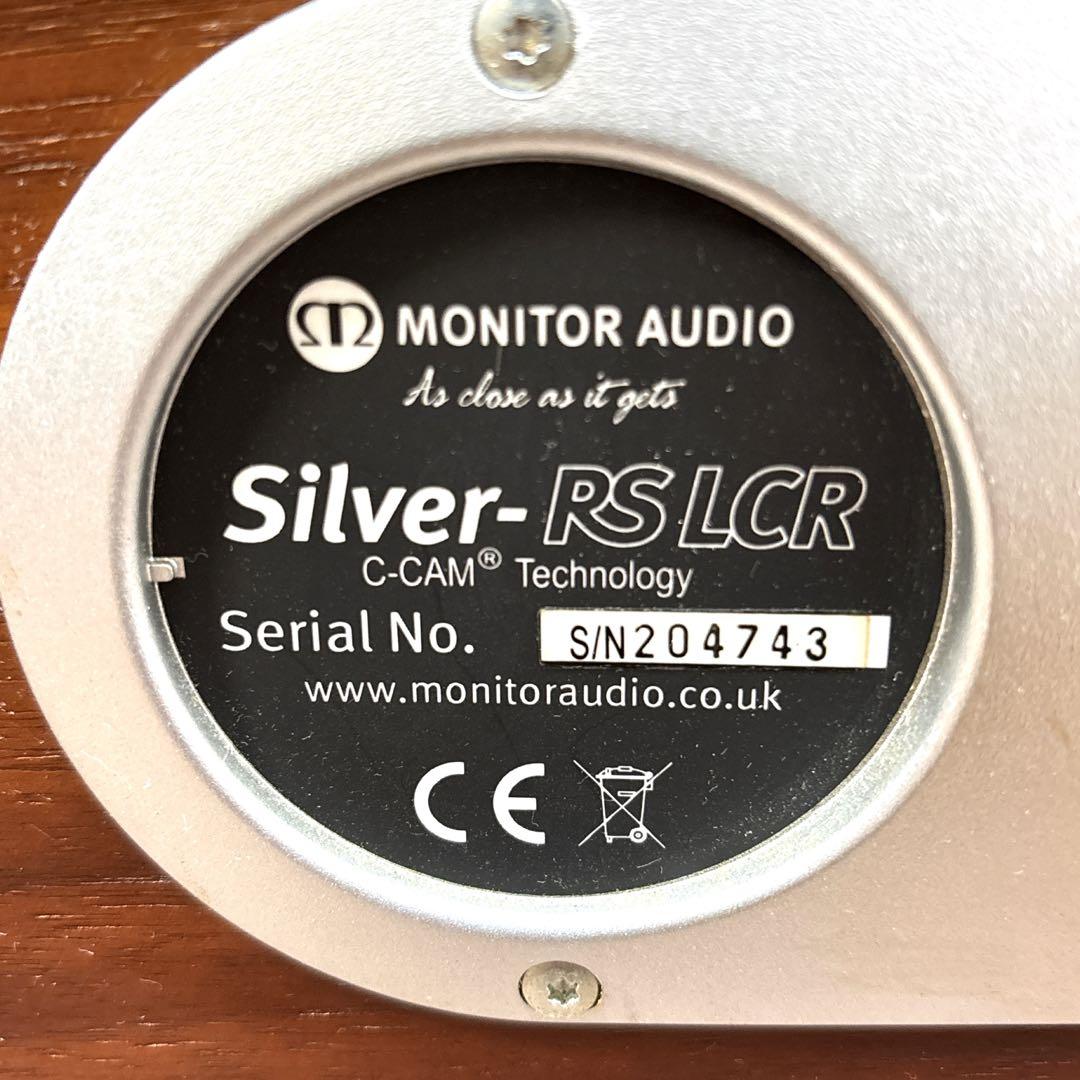 MONITOR AUDIO
As close as it gets
Silver-RS LCR
C-CAM® Technology
Serial No. S/N204743
www.monitoraudio.co.uk
CE